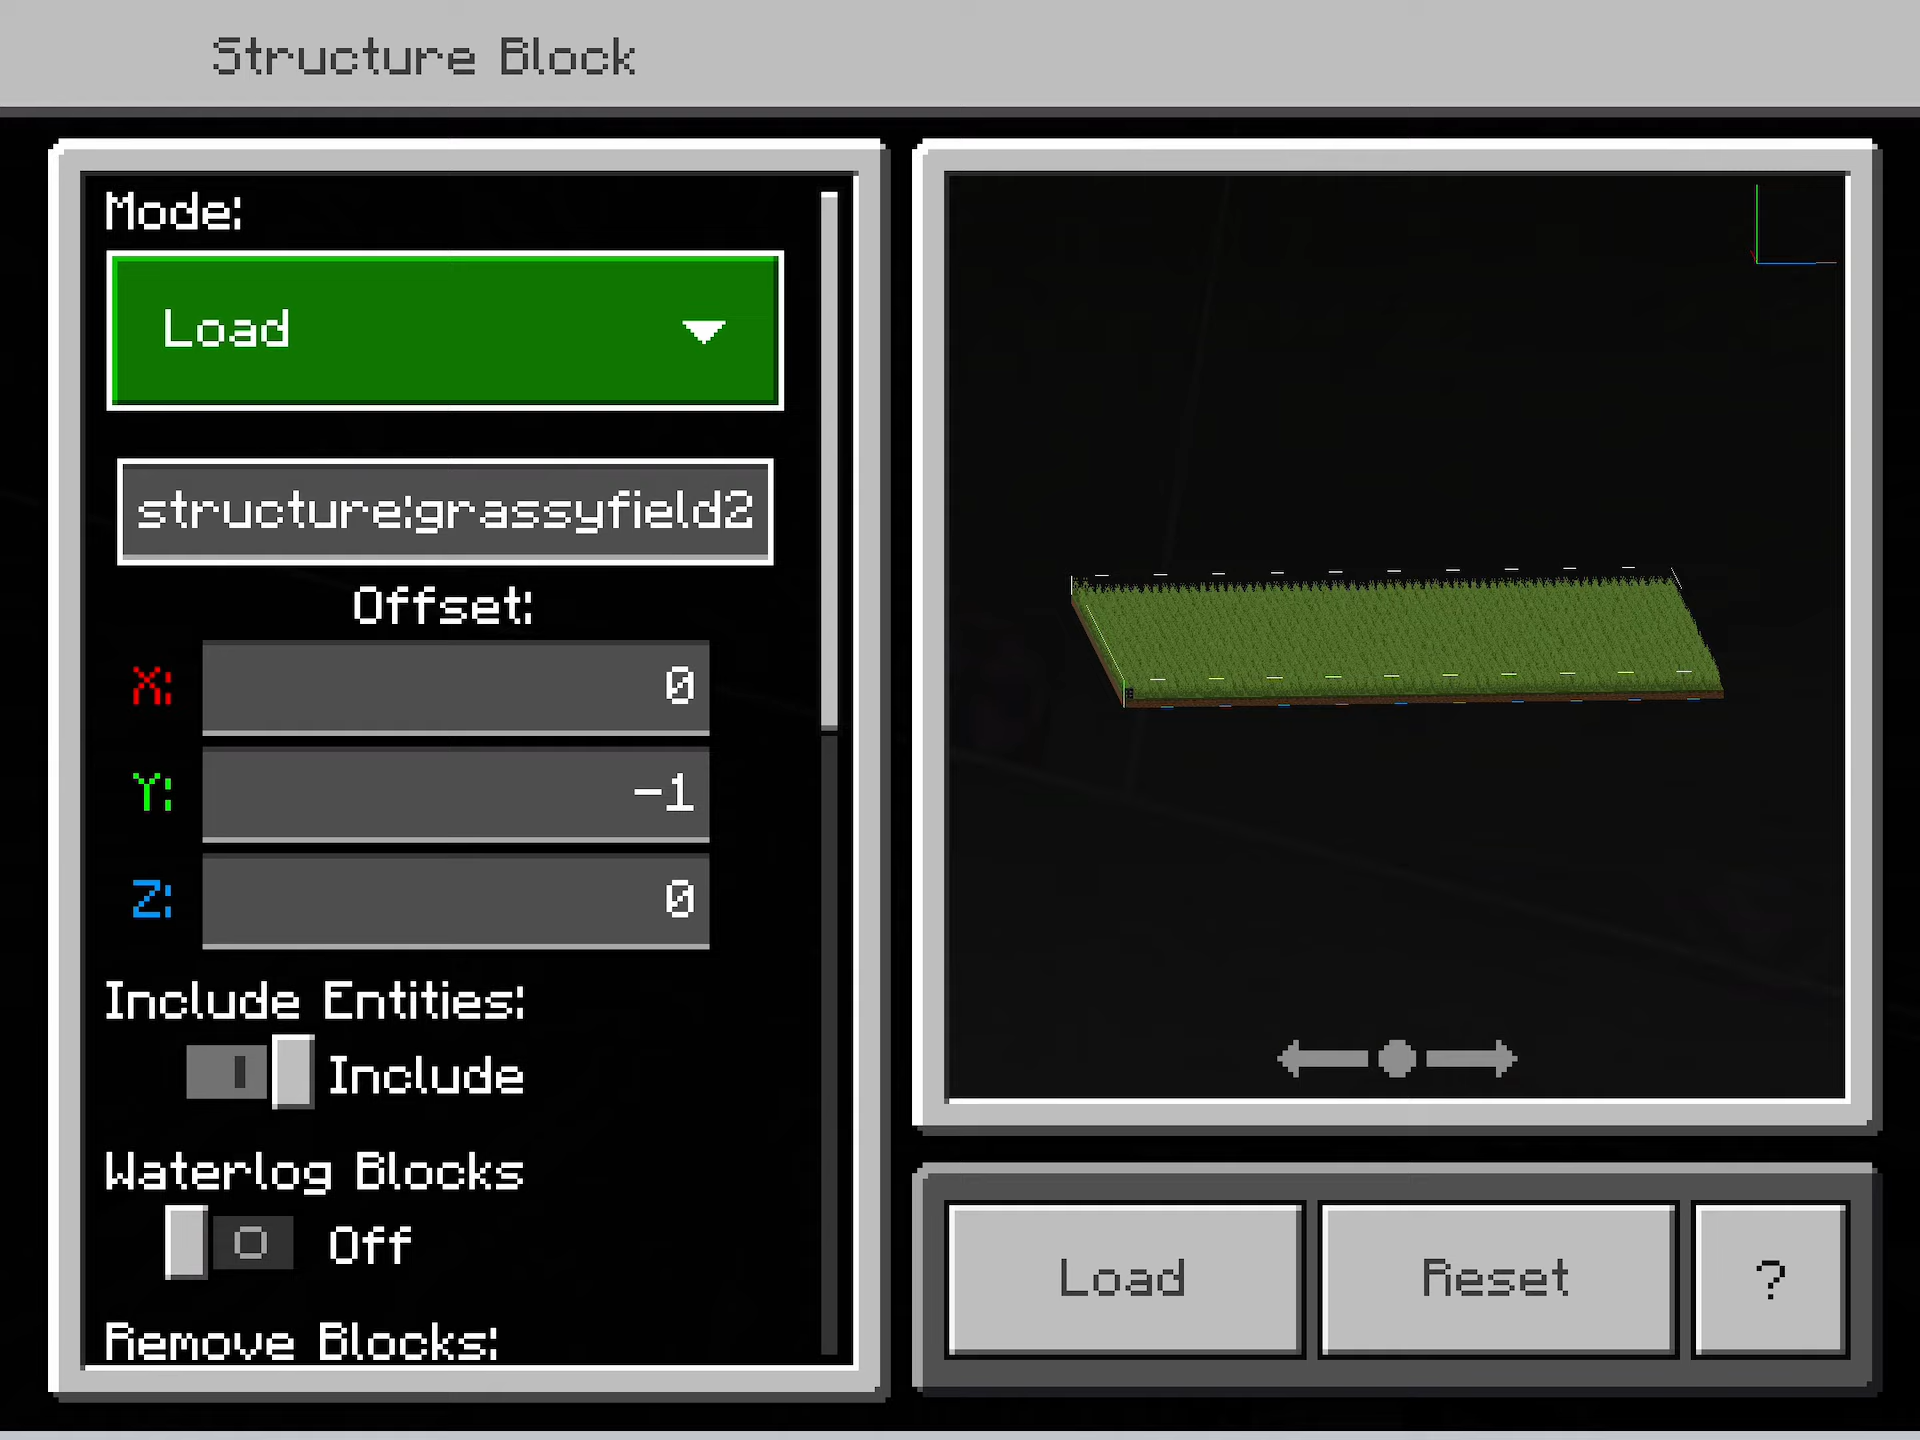 Structure Block
Mode:
Load
structure:grassyfield2
Offset:
X: 0
Y: -1
Z: 0
Include Entities:
Include
Waterlog Blocks
Off
Remove Blocks:
Load
Reset
?